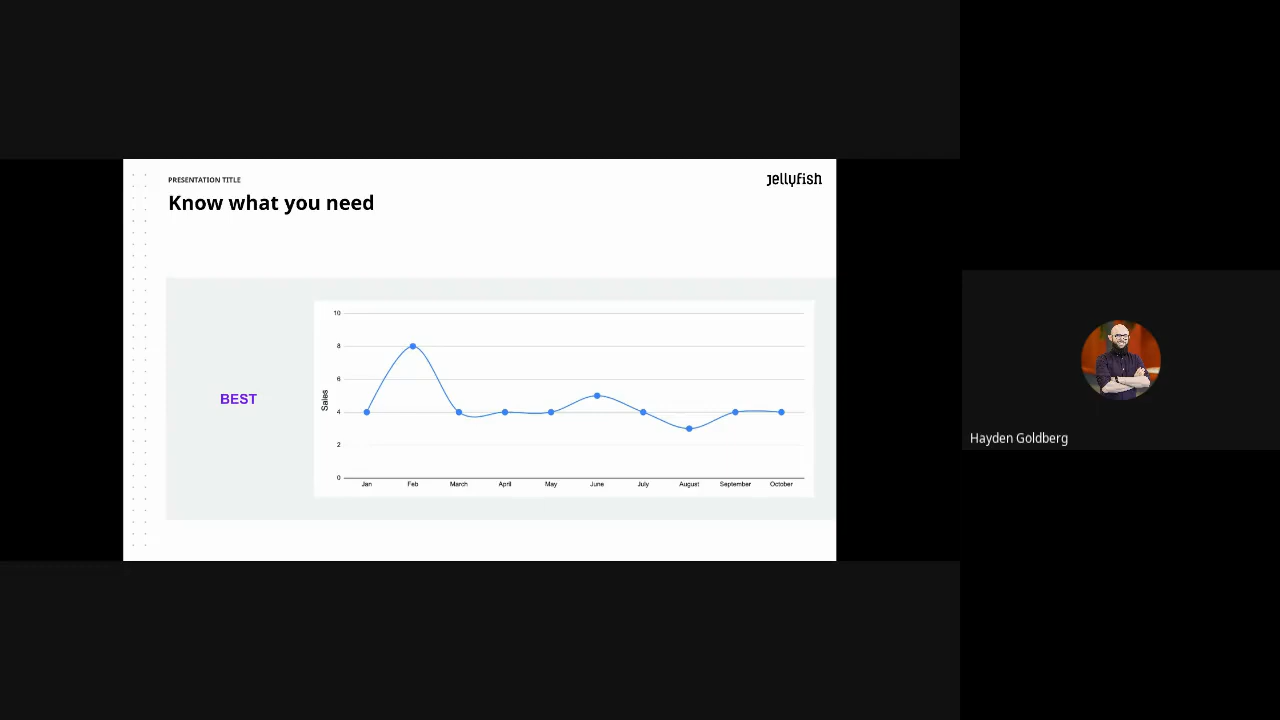 PRESENTATION TITLE
jellyfish
Know what you need
BEST
Sales
10
8
6
4
2
0
Jan Feb March April May June July August September October
Hayden Goldberg